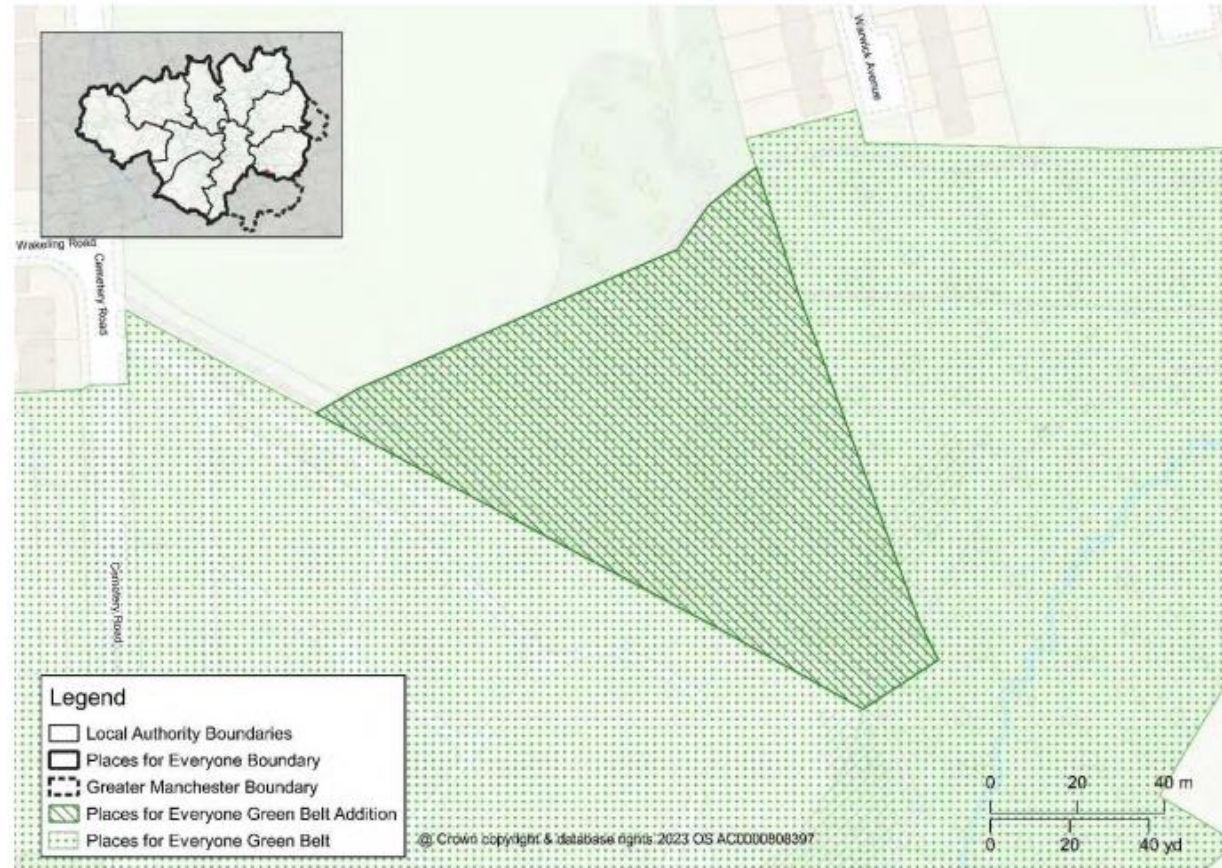 Warwick Avenue
Wakeling Road
Cemetery Road
Cemetery Road
Legend
Local Authority Boundaries
Places for Everyone Boundary
Greater Manchester Boundary
Places for Everyone Green Belt Addition
Places for Everyone Green Belt
@ Crown copyright & database rights 2023 OS AC0000808397
0 20 40 m
0 20 40 yd